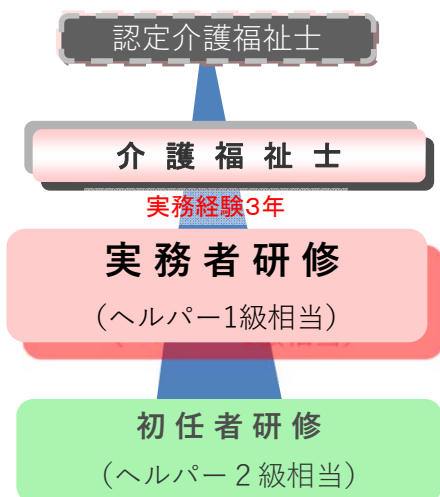 認定介護福祉士
介護福祉士
実務経験3年
実務者研修
（ヘルパー1級相当）
初任者研修
（ヘルパー２級相当）